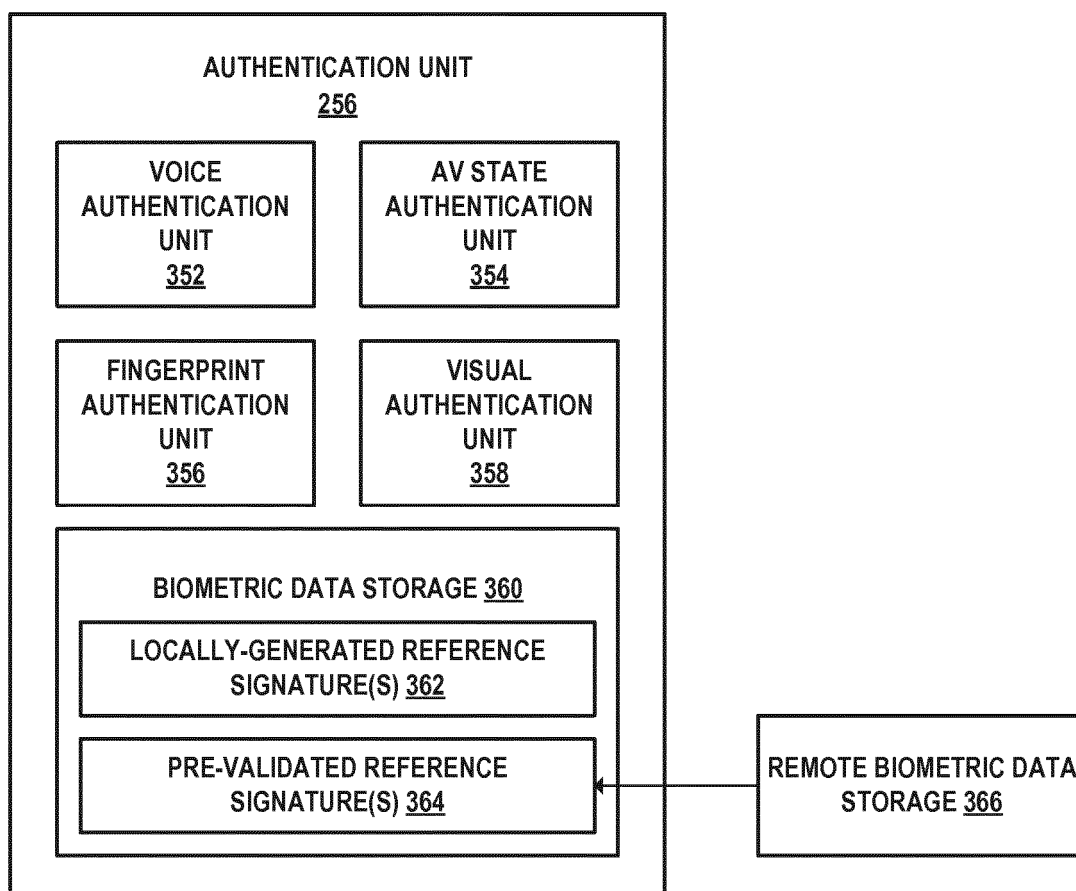 AUTHENTICATION UNIT
256
VOICE
AUTHENTICATION
UNIT
352
AV STATE
AUTHENTICATION
UNIT
354
FINGERPRINT
AUTHENTICATION
UNIT
356
VISUAL
AUTHENTICATION
UNIT
358
BIOMETRIC DATA STORAGE 360
LOCALLY-GENERATED REFERENCE
SIGNATURE(S) 362
PRE-VALIDATED REFERENCE
SIGNATURE(S) 364
REMOTE BIOMETRIC DATA
STORAGE 366